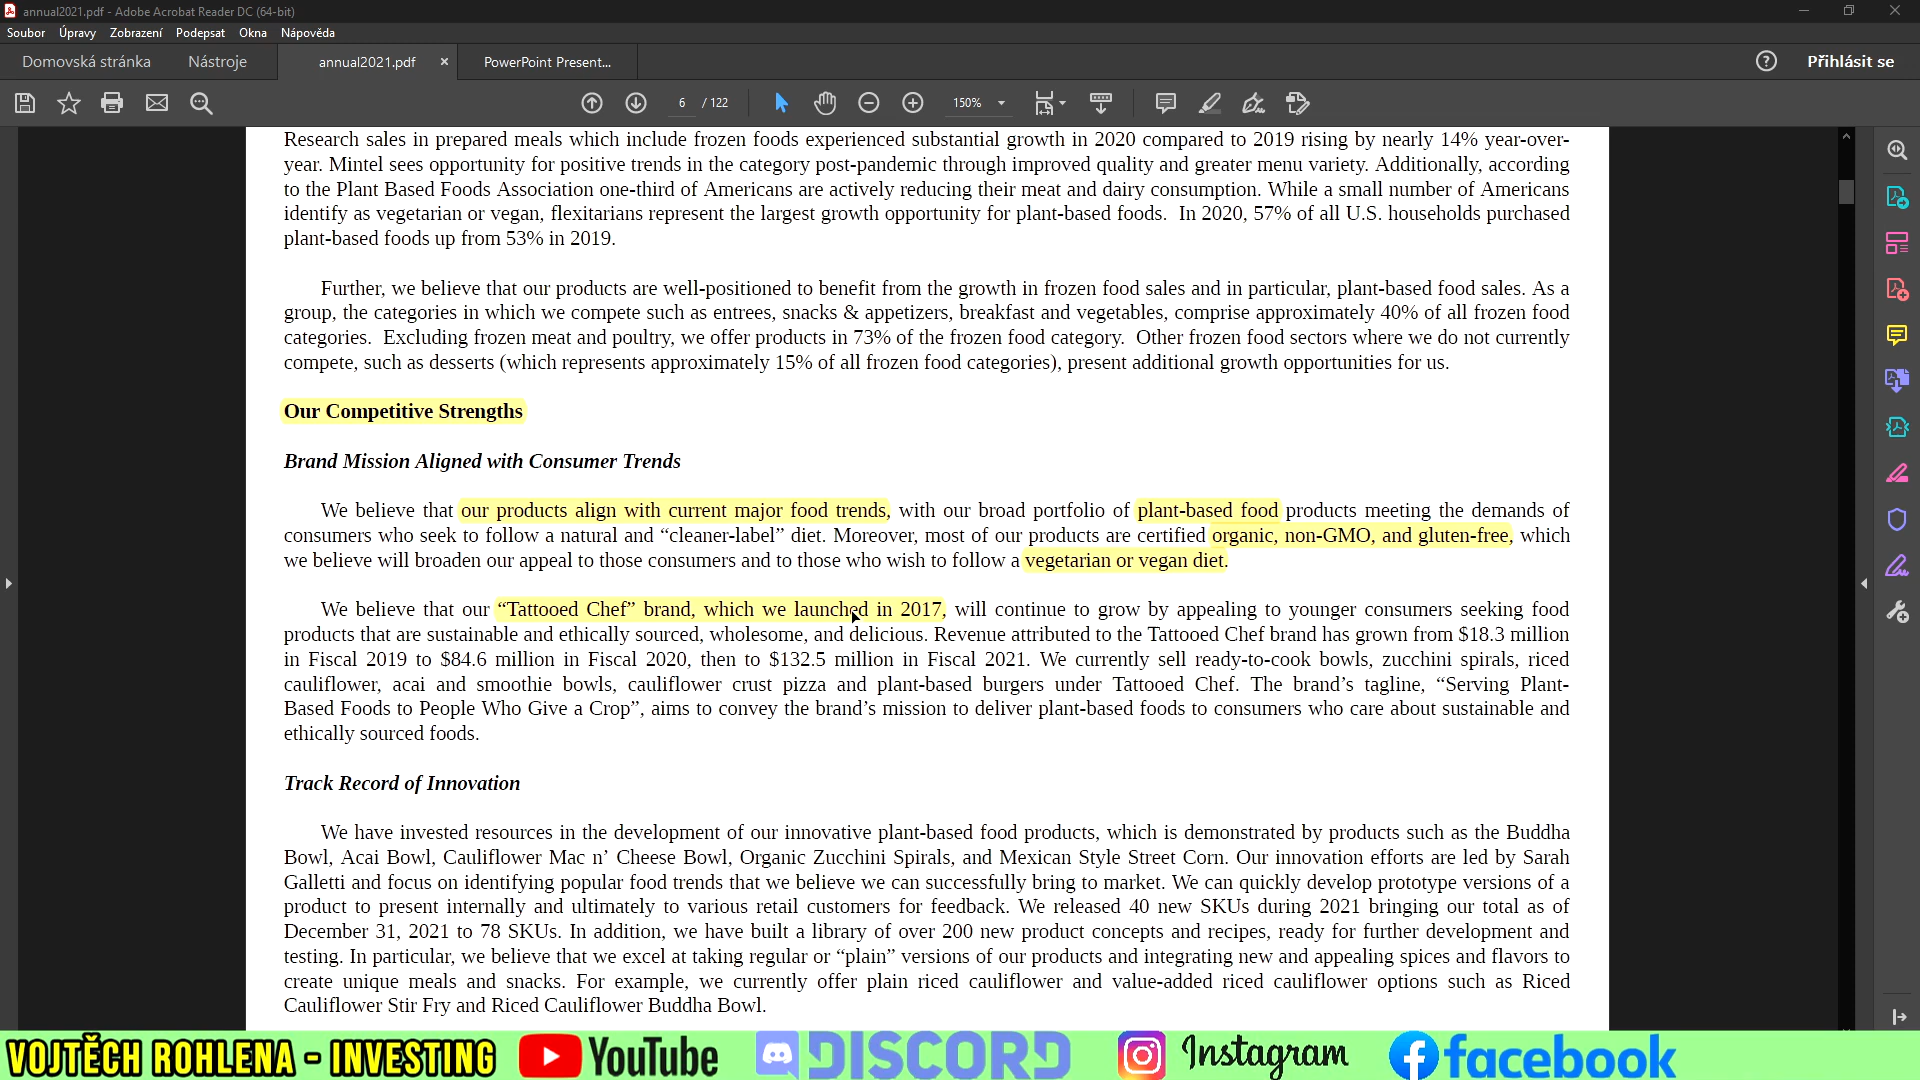 annual2021.pdf - Adobe Acrobat Reader DC (64-bit)
Soubor Úpravy Zobrazení Podepsat Okna Nápověda
Domovská stránka Nástroje annual2021.pdf × PowerPoint Present... Přihlásit se
6 / 122 150%
Research sales in prepared meals which include frozen foods experienced substantial growth in 2020 compared to 2019 rising by nearly 14% year-over-
year. Mintel sees opportunity for positive trends in the category post-pandemic through improved quality and greater menu variety. Additionally, according
to the Plant Based Foods Association one-third of Americans are actively reducing their meat and dairy consumption. While a small number of Americans
identify as vegetarian or vegan, flexitarians represent the largest growth opportunity for plant-based foods. In 2020, 57% of all U.S. households purchased
plant-based foods up from 53% in 2019.
Further, we believe that our products are well-positioned to benefit from the growth in frozen food sales and in particular, plant-based food sales. As a
group, the categories in which we compete such as entrees, snacks & appetizers, breakfast and vegetables, comprise approximately 40% of all frozen food
categories. Excluding frozen meat and poultry, we offer products in 73% of the frozen food category. Other frozen food sectors where we do not currently
compete, such as desserts (which represents approximately 15% of all frozen food categories), present additional growth opportunities for us.
Our Competitive Strengths
Brand Mission Aligned with Consumer Trends
We believe that our products align with current major food trends, with our broad portfolio of plant-based food products meeting the demands of
consumers who seek to follow a natural and “cleaner-label” diet. Moreover, most of our products are certified organic, non-GMO, and gluten-free, which
we believe will broaden our appeal to those consumers and to those who wish to follow a vegetarian or vegan diet.
We believe that our “Tattooed Chef” brand, which we launched in 2017, will continue to grow by appealing to younger consumers seeking food
products that are sustainable and ethically sourced, wholesome, and delicious. Revenue attributed to the Tattooed Chef brand has grown from $18.3 million
in Fiscal 2019 to $84.6 million in Fiscal 2020, then to $132.5 million in Fiscal 2021. We currently sell ready-to-cook bowls, zucchini spirals, riced
cauliflower, acai and smoothie bowls, cauliflower crust pizza and plant-based burgers under Tattooed Chef. The brand’s tagline, “Serving Plant-
Based Foods to People Who Give a Crop”, aims to convey the brand’s mission to deliver plant-based foods to consumers who care about sustainable and
ethically sourced foods.
Track Record of Innovation
We have invested resources in the development of our innovative plant-based food products, which is demonstrated by products such as the Buddha
Bowl, Acai Bowl, Cauliflower Mac n’ Cheese Bowl, Organic Zucchini Spirals, and Mexican Style Street Corn. Our innovation efforts are led by Sarah
Galletti and focus on identifying popular food trends that we believe we can successfully bring to market. We can quickly develop prototype versions of a
product to present internally and ultimately to various retail customers for feedback. We released 40 new SKUs during 2021 bringing our total as of
December 31, 2021 to 78 SKUs. In addition, we have built a library of over 200 new product concepts and recipes, ready for further development and
testing. In particular, we believe that we excel at taking regular or “plain” versions of our products and integrating new and appealing spices and flavors to
create unique meals and snacks. For example, we currently offer plain riced cauliflower and value-added riced cauliflower options such as Riced
Cauliflower Stir Fry and Riced Cauliflower Buddha Bowl.
VOJTĚCH ROHLENA - INVESTING YouTube DISCORD Instagram facebook